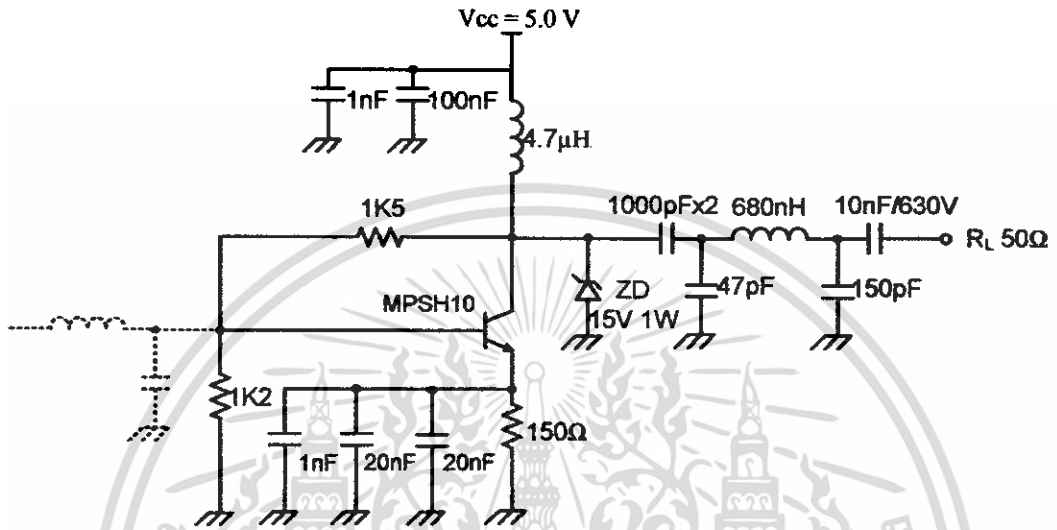 Vcc = 5.0 V
1nF
100nF
4.7μH
1K5
1000pFx2
680nH
10nF/630V
RL 50Ω
MPSH10
ZD
15V 1W
47pF
150pF
1K2
1nF
20nF
20nF
150Ω